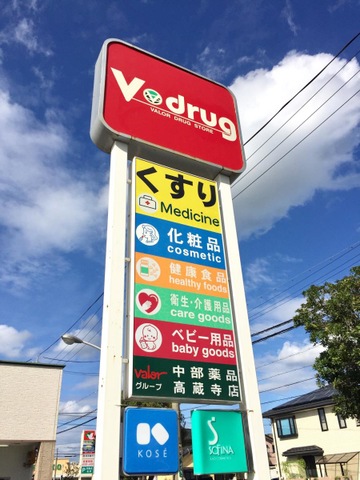 V drug
VALOR DRUG STORE
くすり
Medicine
化粧品
cosmetic
健康食品
healthy foods
衛生・介護用品
care goods
ベビー用品
baby goods
Valor 中部薬品
グループ 高蔵寺店
KOSÉ
SOFINA